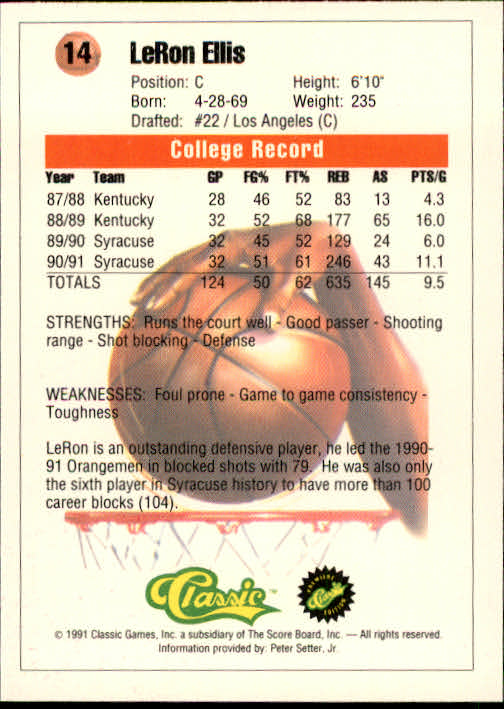 14 LeRon Ellis
Position: C Height: 6'10"
Born: 4-28-69 Weight: 235
Drafted: #22 / Los Angeles (C)
College Record
Year Team GP FG% FT% REB AS PTS/G
87/88 Kentucky 28 46 52 83 13 4.3
88/89 Kentucky 32 52 68 177 65 16.0
89/90 Syracuse 32 45 52 129 24 6.0
90/91 Syracuse 32 51 61 246 43 11.1
TOTALS 124 50 62 635 145 9.5
STRENGTHS: Runs the court well - Good passer - Shooting
range - Shot blocking - Defense
WEAKNESSES: Foul prone - Game to game consistency -
Toughness
LeRon is an outstanding defensive player, he led the 1990-
91 Orangemen in blocked shots with 79. He was also only
the sixth player in Syracuse history to have more than 100
career blocks (104).
Classic
PREMIERE
Classic
EDITION
© 1991 Classic Games, Inc. a subsidiary of The Score Board, Inc. — All rights reserved.
Information provided by: Peter Setter, Jr.